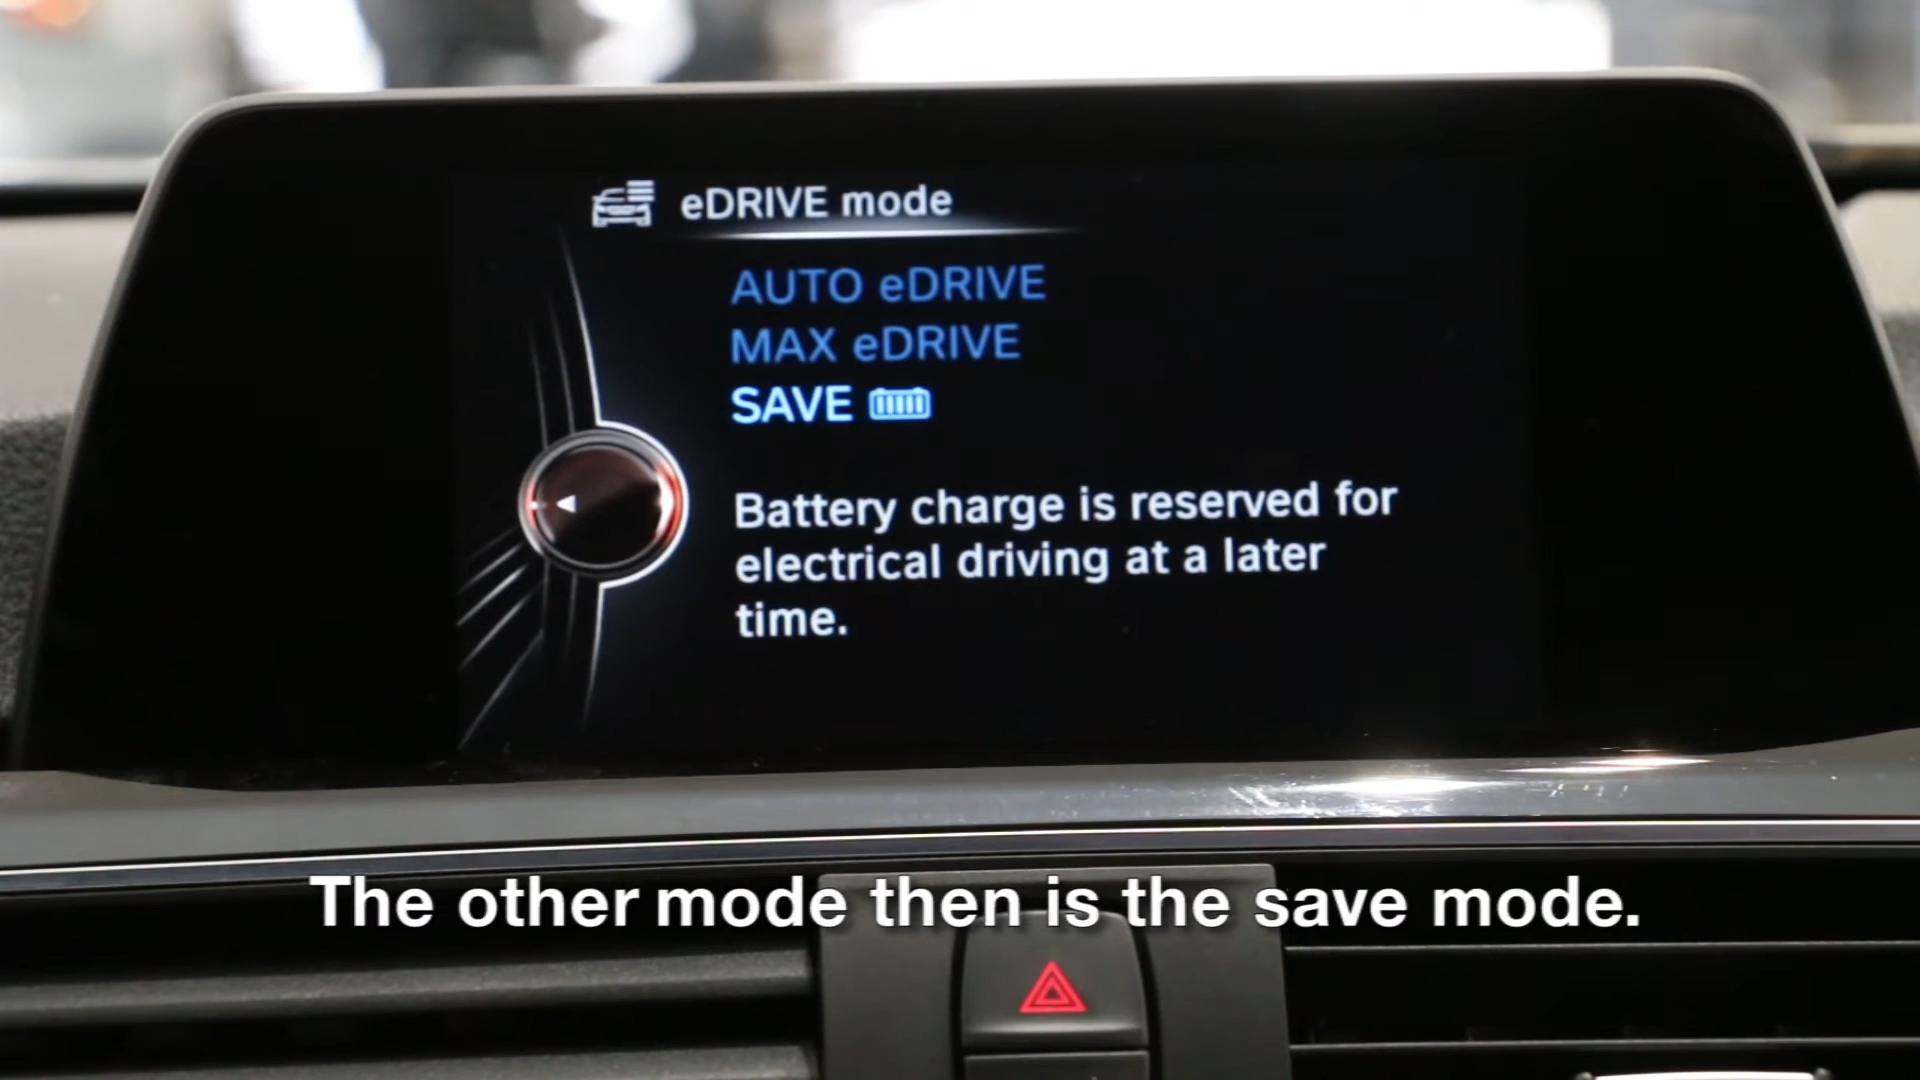 eDRIVE mode
AUTO eDRIVE
MAX eDRIVE
SAVE
Battery charge is reserved for
electrical driving at a later
time.
The other mode then is the save mode.